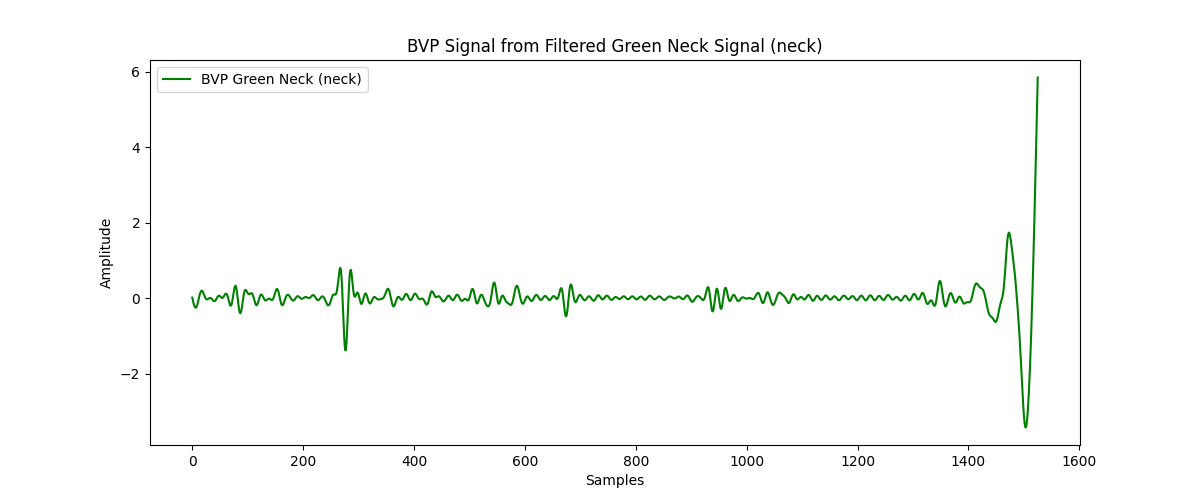 BVP Signal from Filtered Green Neck Signal (neck)
BVP Green Neck (neck)
Amplitude
6
4
2
0
−2
0 200 400 600 800 1000 1200 1400 1600
Samples